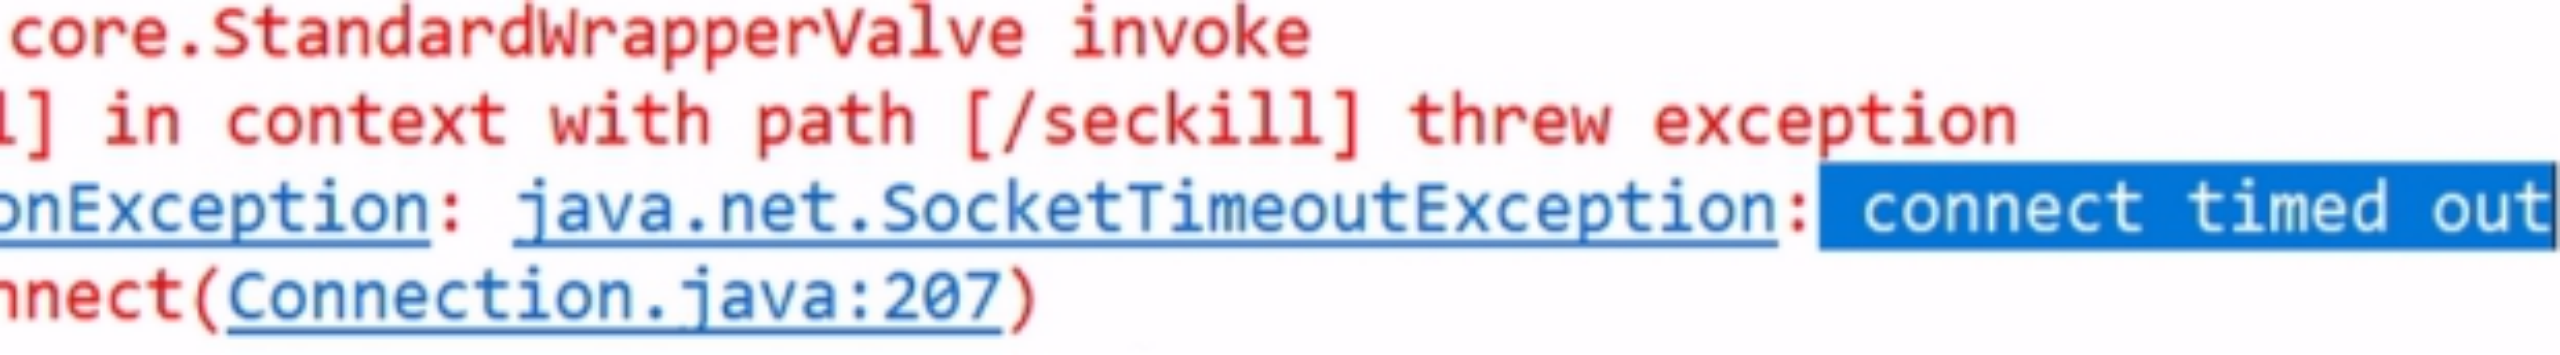 core.StandardWrapperValve invoke
l] in context with path [/seckill] threw exception
onException: java.net.SocketTimeoutException: connect timed out
nnect(Connection.java:207)